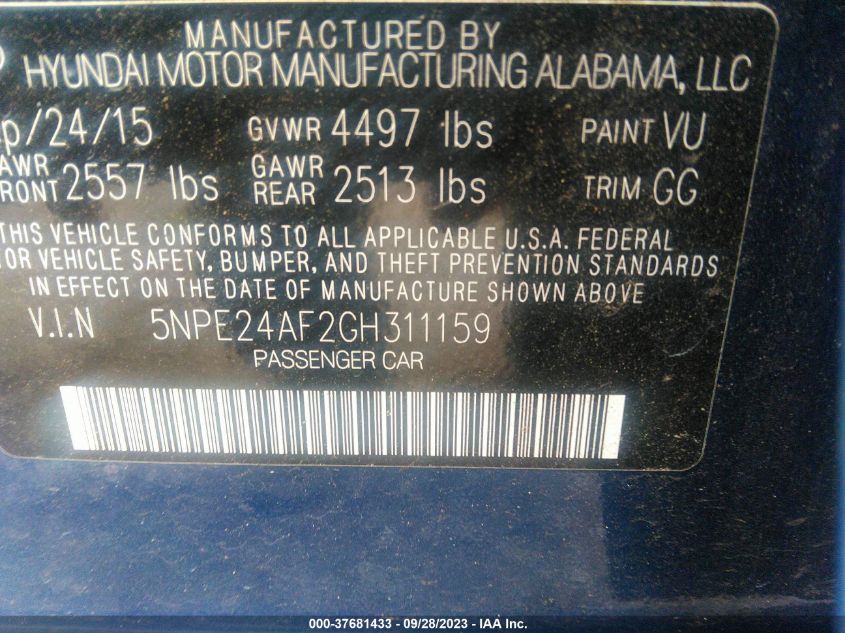 MANUFACTURED BY
HYUNDAI MOTOR MANUFACTURING ALABAMA, LLC
p/24/15 GVWR 4497 lbs PAINT VU
AWR FRONT 2557 lbs GAWR REAR 2513 lbs TRIM GG
THIS VEHICLE CONFORMS TO ALL APPLICABLE U.S.A. FEDERAL
OR VEHICLE SAFETY, BUMPER, AND THEFT PREVENTION STANDARDS
IN EFFECT ON THE DATE OF MANUFACTURE SHOWN ABOVE
V.I.N 5NPE24AF2GH311159
PASSENGER CAR
000-37681433 - 09/28/2023 - IAA Inc.